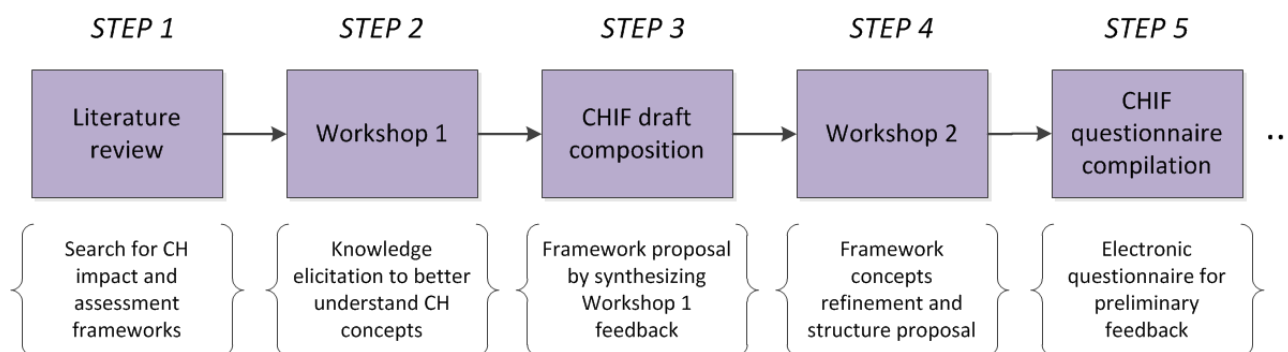 STEP 1
STEP 2
STEP 3
STEP 4
STEP 5
Literature
review
Workshop 1
CHIF draft
composition
Workshop 2
CHIF
questionnaire
compilation
..
Search for CH
impact and
assessment
frameworks
Knowledge
elicitation to better
understand CH
concepts
Framework proposal
by synthesizing
Workshop 1
feedback
Framework
concepts
refinement and
structure proposal
Electronic
questionnaire for
preliminary
feedback